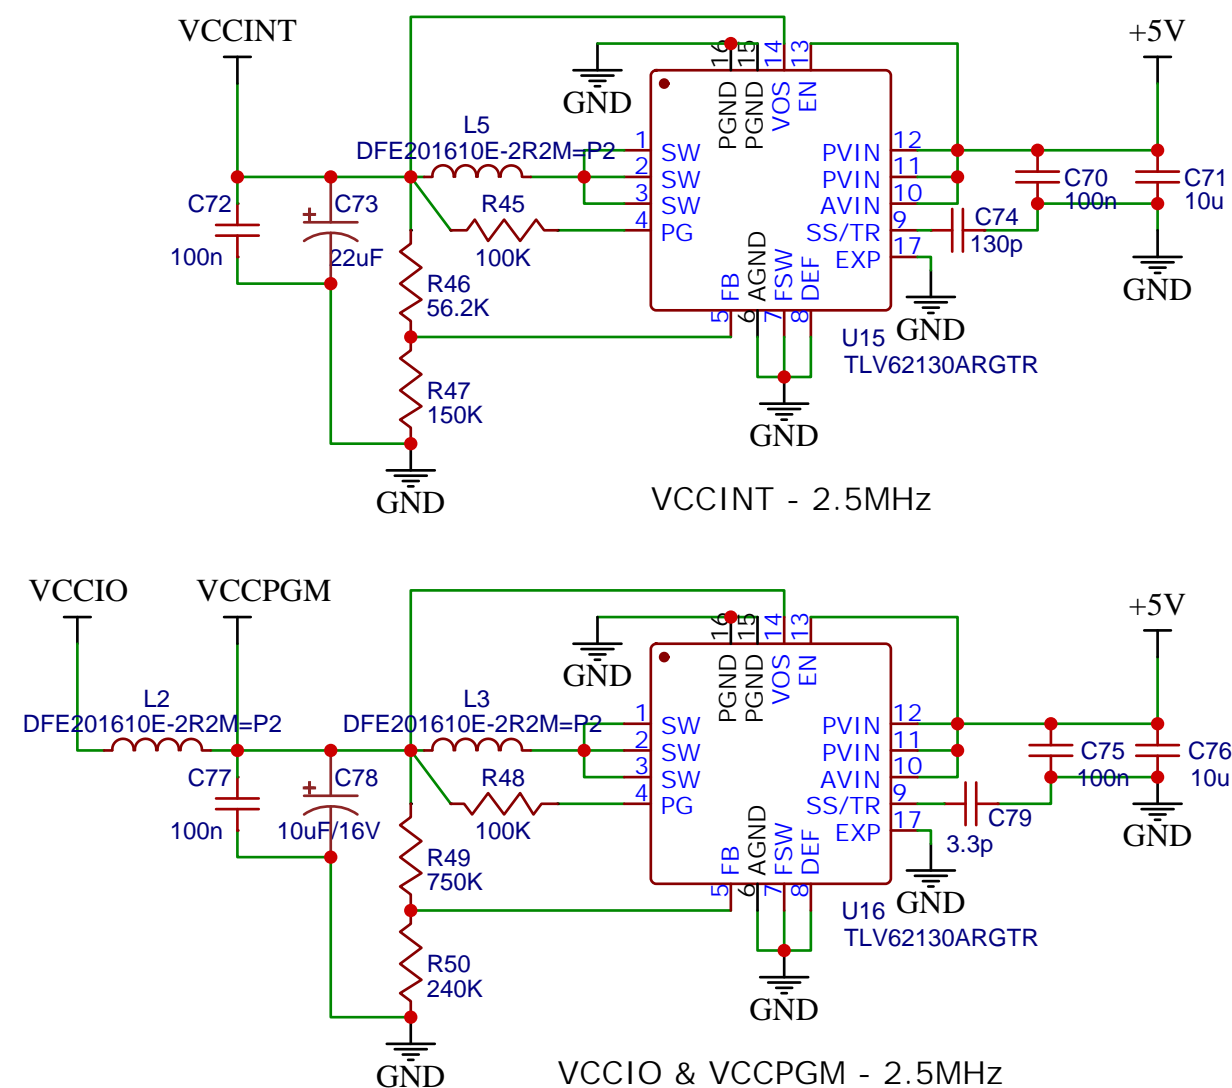 VCCINT
+5V
16
15
14
13
GND
PGND
PGND
VOS
EN
L5
DFE201610E-2R2M=P2
1
SW
2
SW
3
SW
4
PG
PVIN
12
PVIN
11
AVIN
10
SS/TR
9
EXP
17
C72
100n
C73
22uF
R45
100K
C70
100n
C71
10u
C74
130p
GND
GND
R46
56.2K
FB
AGND
FSW
DEF
5
6
7
8
U15
TLV62130ARGTR
R47
150K
GND
GND
VCCINT - 2.5MHz
VCCIO
VCCPGM
+5V
16
15
14
13
GND
PGND
PGND
VOS
EN
L2
DFE201610E-2R2M=P2
L3
DFE201610E-2R2M=P2
1
SW
2
SW
3
SW
4
PG
PVIN
12
PVIN
11
AVIN
10
SS/TR
9
EXP
17
C77
100n
C78
10uF/16V
R48
100K
C75
100n
C76
10u
C79
3.3p
GND
GND
R49
750K
FB
AGND
FSW
DEF
5
6
7
8
U16
TLV62130ARGTR
R50
240K
GND
GND
VCCIO & VCCPGM - 2.5MHz